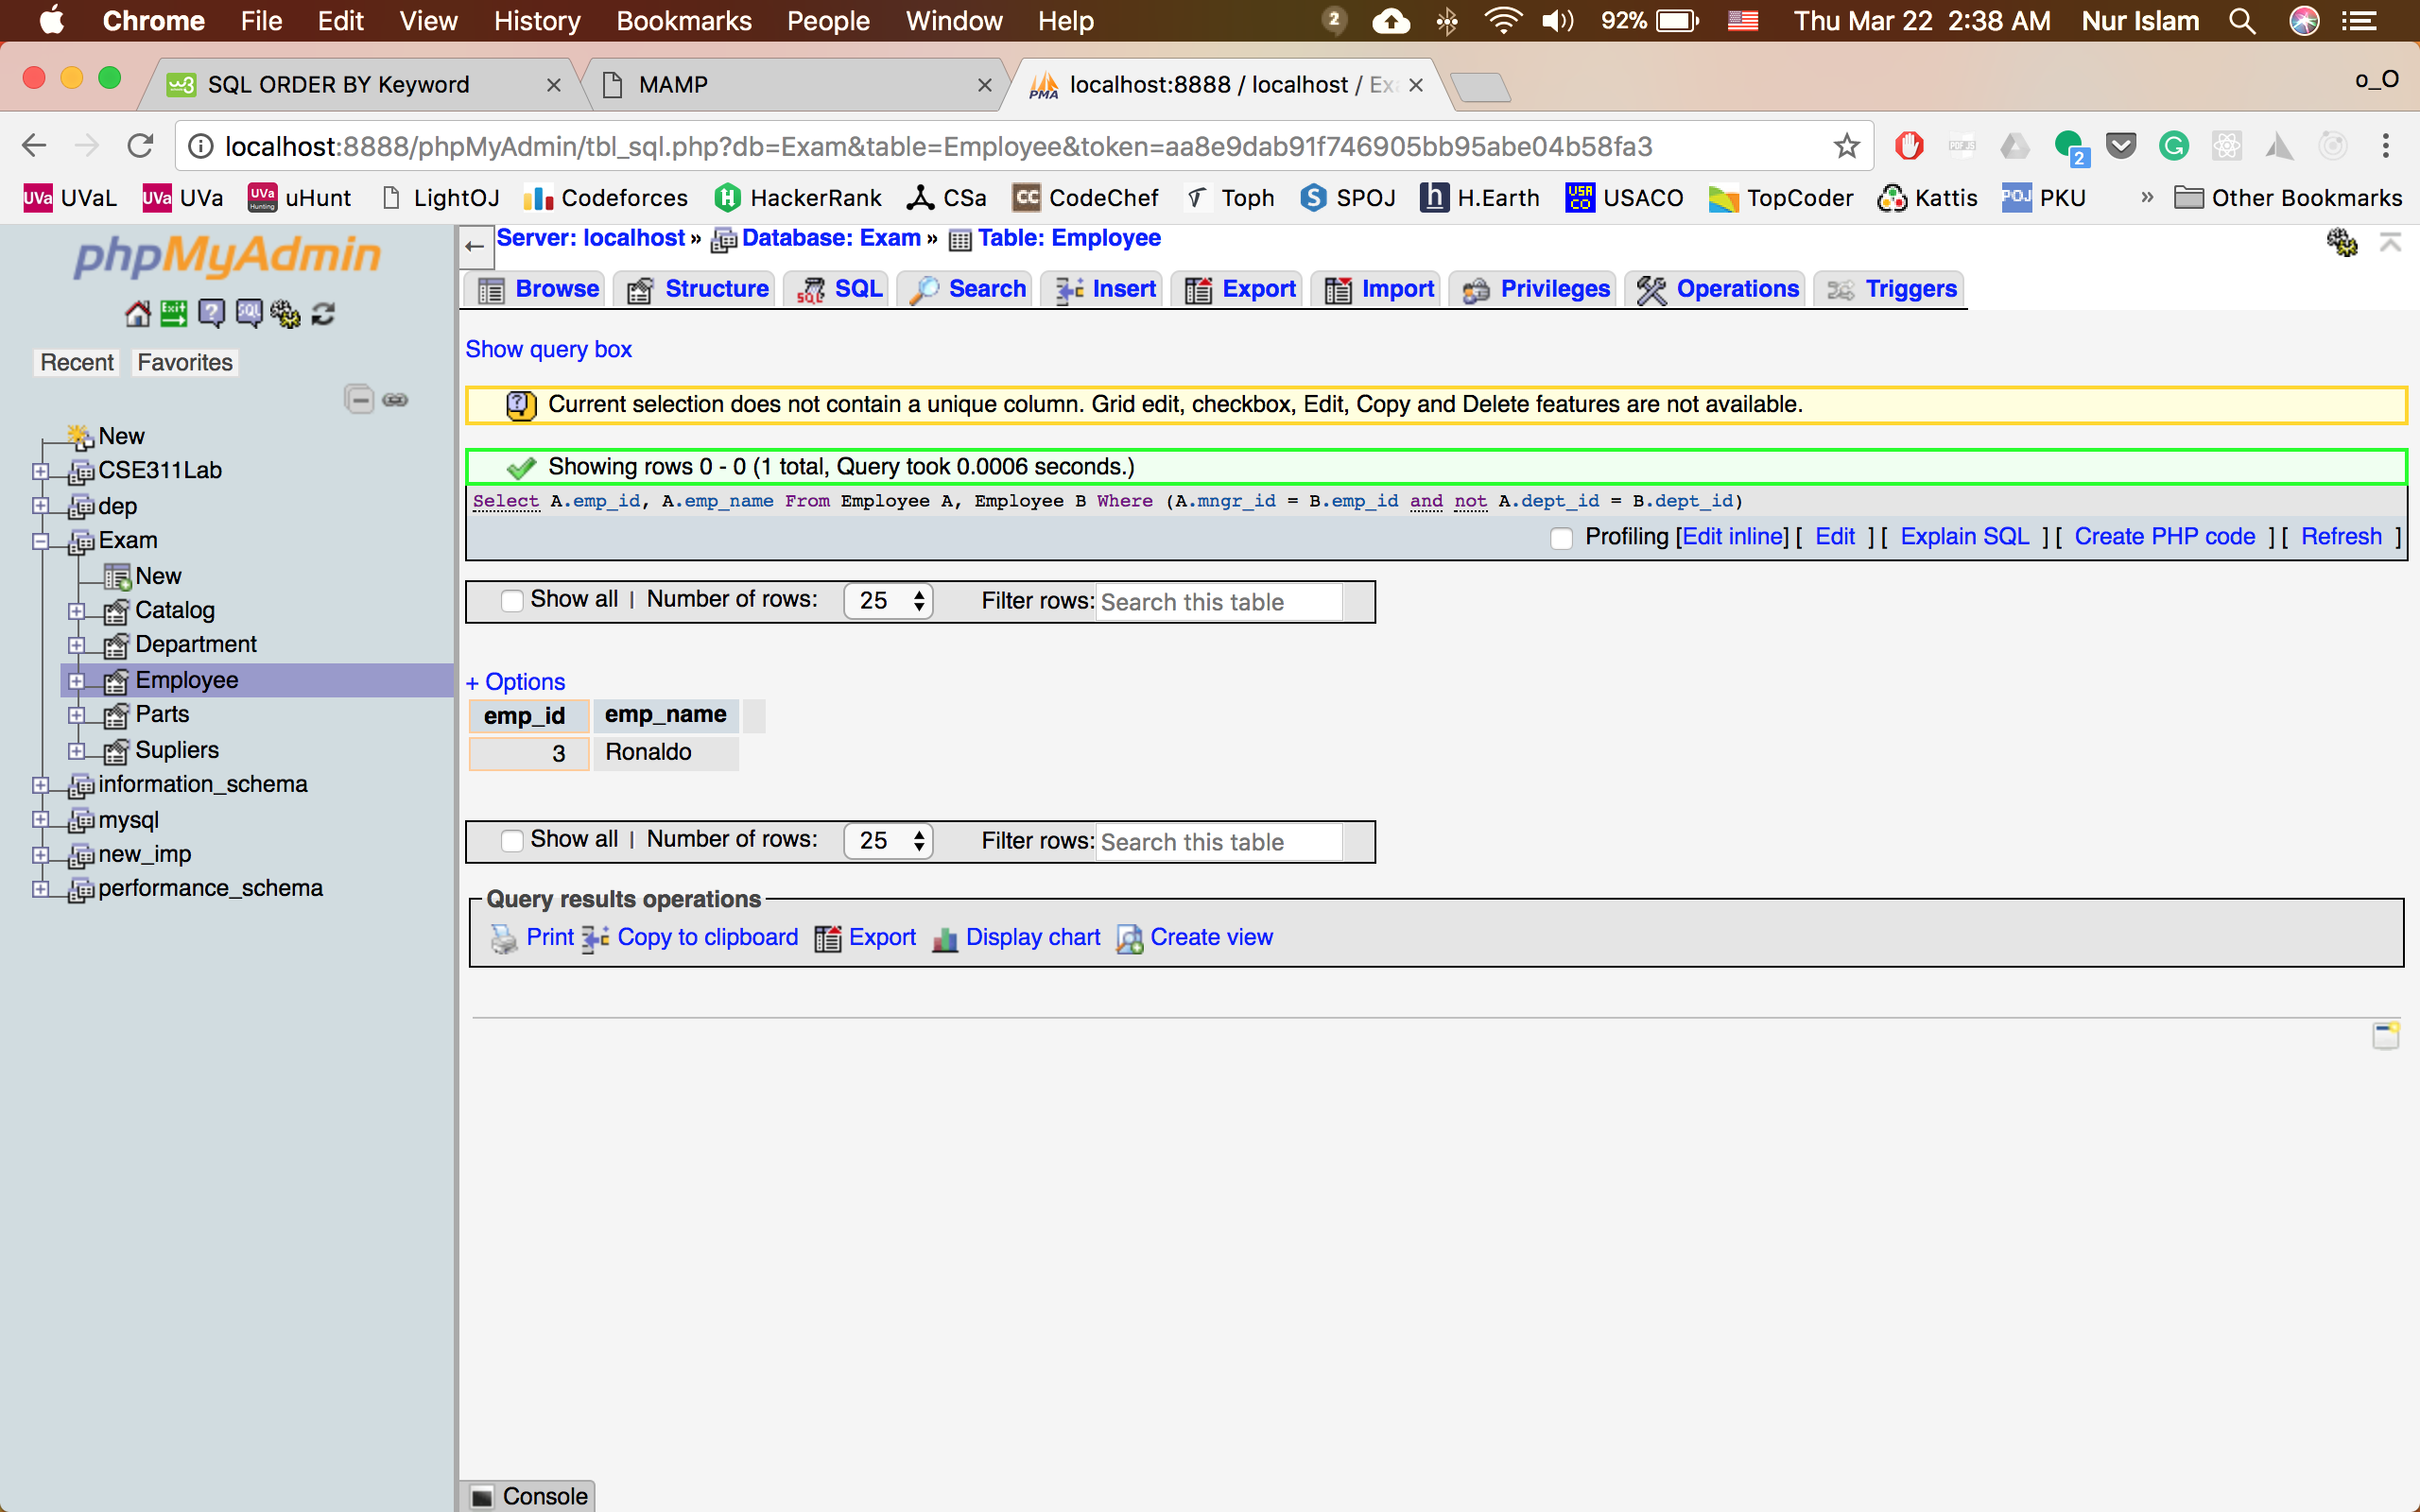 Chrome File Edit View History Bookmarks People Window Help 2 92% Thu Mar 22 2:38 AM Nur Islam
SQL ORDER BY Keyword MAMP localhost:8888 / localhost / Ex o_O
localhost:8888/phpMyAdmin/tbl_sql.php?db=Exam&table=Employee&token=aa8e9dab91f746905bb95abe04b58fa3 2
UVaL UVa uHunt LightOJ Codeforces HackerRank CSa CodeChef Toph SPOJ H.Earth USACO TopCoder Kattis PKU » Other Bookmarks
phpMyAdmin
Recent Favorites
New
CSE311Lab
dep
Exam
New
Catalog
Department
Employee
Parts
Supliers
information_schema
mysql
new_imp
performance_schema
Server: localhost » Database: Exam » Table: Employee
Browse Structure SQL Search Insert Export Import Privileges Operations Triggers
Show query box
Current selection does not contain a unique column. Grid edit, checkbox, Edit, Copy and Delete features are not available.
Showing rows 0 - 0 (1 total, Query took 0.0006 seconds.)
Select A.emp_id, A.emp_name From Employee A, Employee B Where (A.mngr_id = B.emp_id and not A.dept_id = B.dept_id)
Profiling [Edit inline] [ Edit ] [ Explain SQL ] [ Create PHP code ] [ Refresh ]
Show all | Number of rows: 25 Filter rows: Search this table
+ Options
emp_id emp_name
3 Ronaldo
Show all | Number of rows: 25 Filter rows: Search this table
Query results operations
Print Copy to clipboard Export Display chart Create view
Console